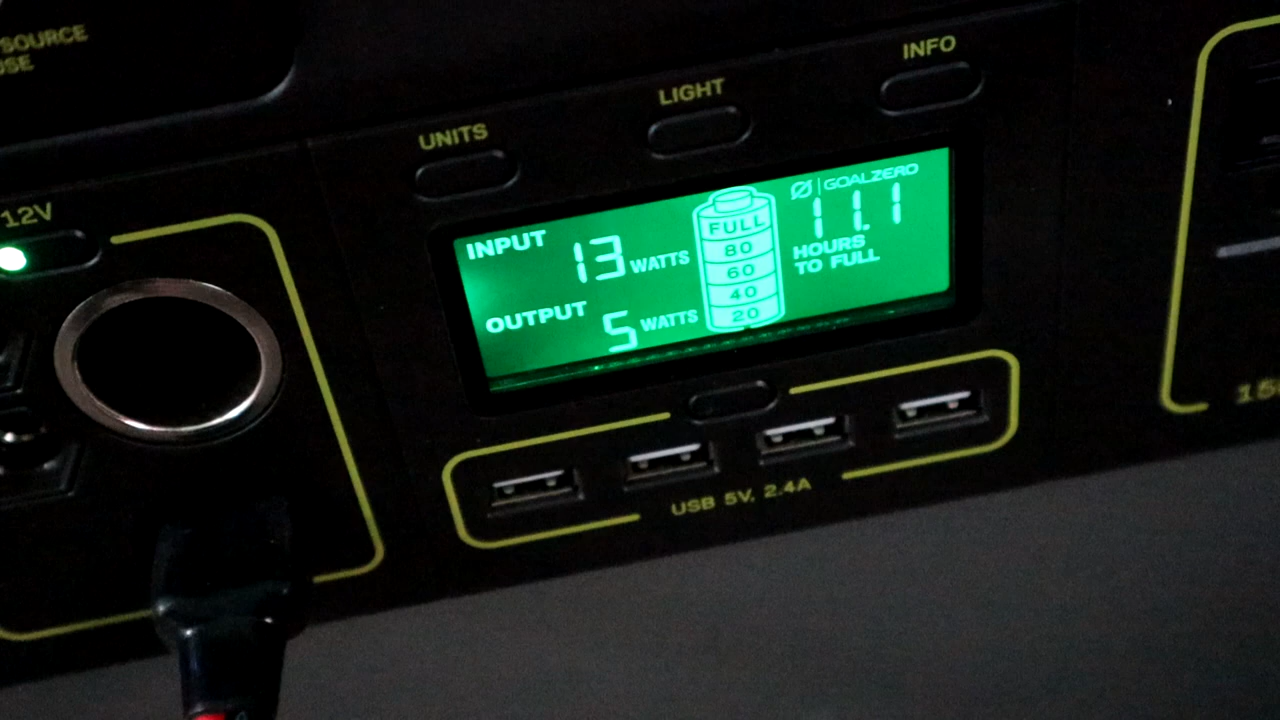 SOURCE
INFO
LIGHT
UNITS
12V
INPUT 13 WATTS
OUTPUT 5 WATTS
FULL
80
60
40
20
GOALZERO
11.1
HOURS
TO FULL
USB 5V, 2.4A